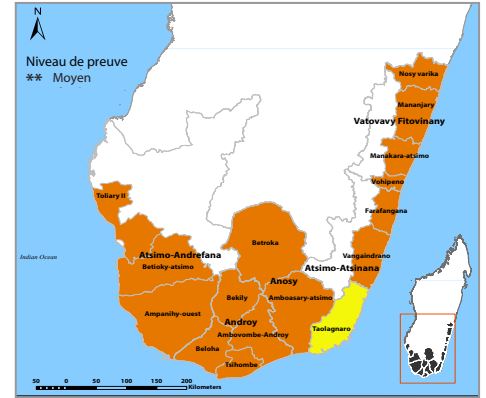 N
Niveau de preuve
** Moyen
Nosy varika
Mananjary
Vatovavy Fitovinany
Manakara-atsimo
Vohipeno
Farafangana
Toliary II
Betroka
Atsimo-Andrefana
Vangaindrano
Indian Ocean
Betioky-atsimo
Atsimo-Atsinana
Anosy
Bekily
Amboasary-atsimo
Ampanihy-ouest
Androy
Taolagnaro
Ambovombe-Androy
Beloha
Tsihombe
50 0 50 100 150 200
Kilometers